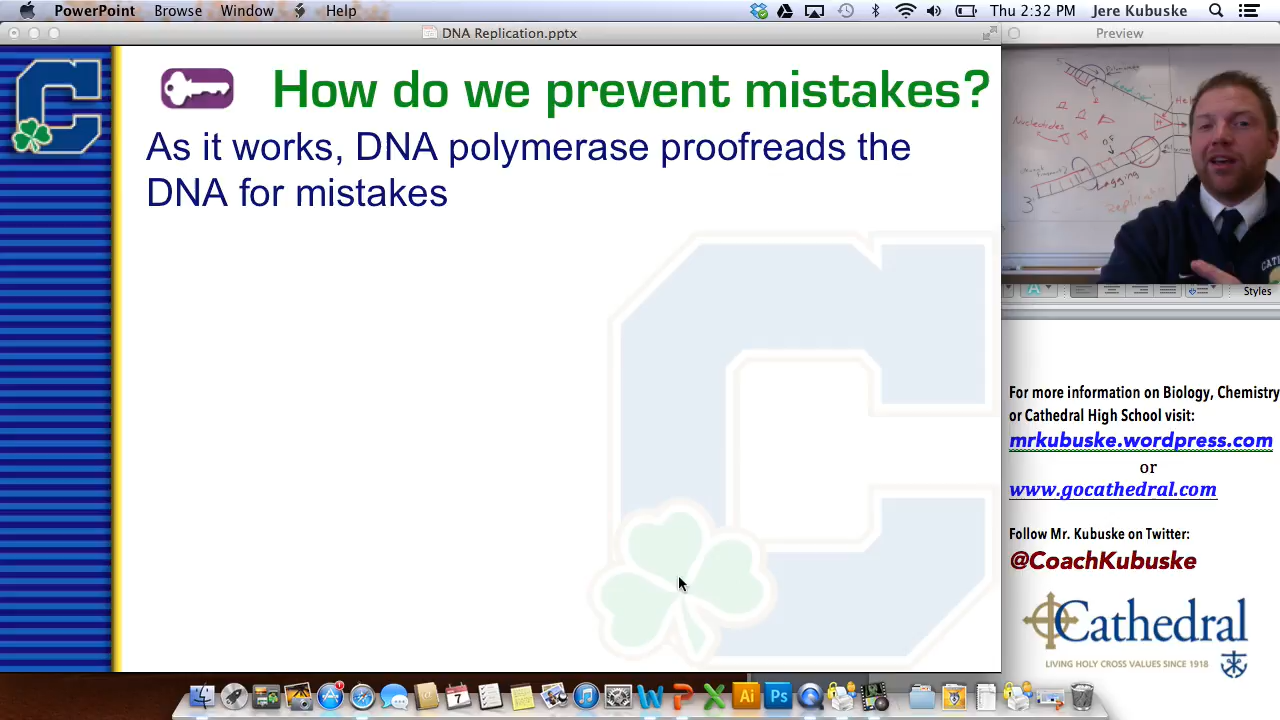 PowerPoint Browse Window Help Thu 2:32 PM Jere Kubuske
DNA Replication.pptx
Preview
How do we prevent mistakes?
As it works, DNA polymerase proofreads the
DNA for mistakes
Nucleotides
Lagging
3'
Styles
For more information on Biology, Chemistry
or Cathedral High School visit:
mrkubuske.wordpress.com
or
www.gocathedral.com
Follow Mr. Kubuske on Twitter:
@CoachKubuske
Cathedral
LIVING HOLY CROSS VALUES SINCE 1918